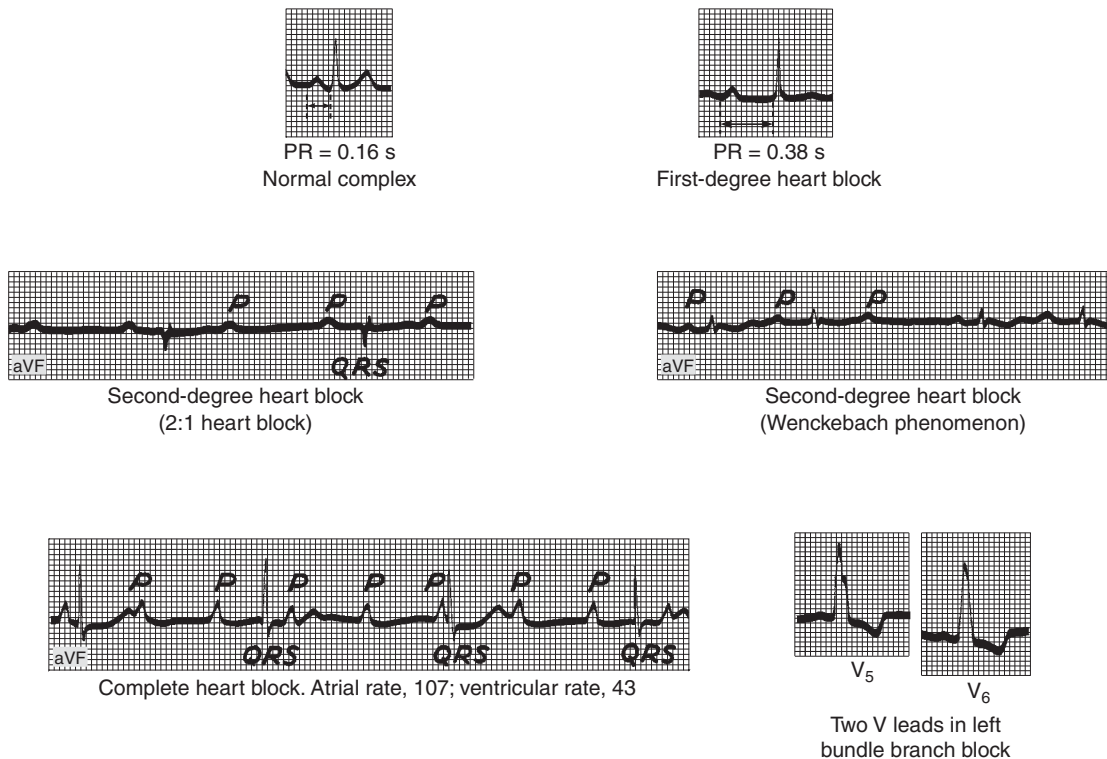 PR = 0.16 s
Normal complex
PR = 0.38 s
First-degree heart block
P P P
aVF
QRS
Second-degree heart block
(2:1 heart block)
P P P
aVF
Second-degree heart block
(Wenckebach phenomenon)
P P P P P P P
aVF
QRS QRS QRS
Complete heart block. Atrial rate, 107; ventricular rate, 43
V5
V6
Two V leads in left
bundle branch block